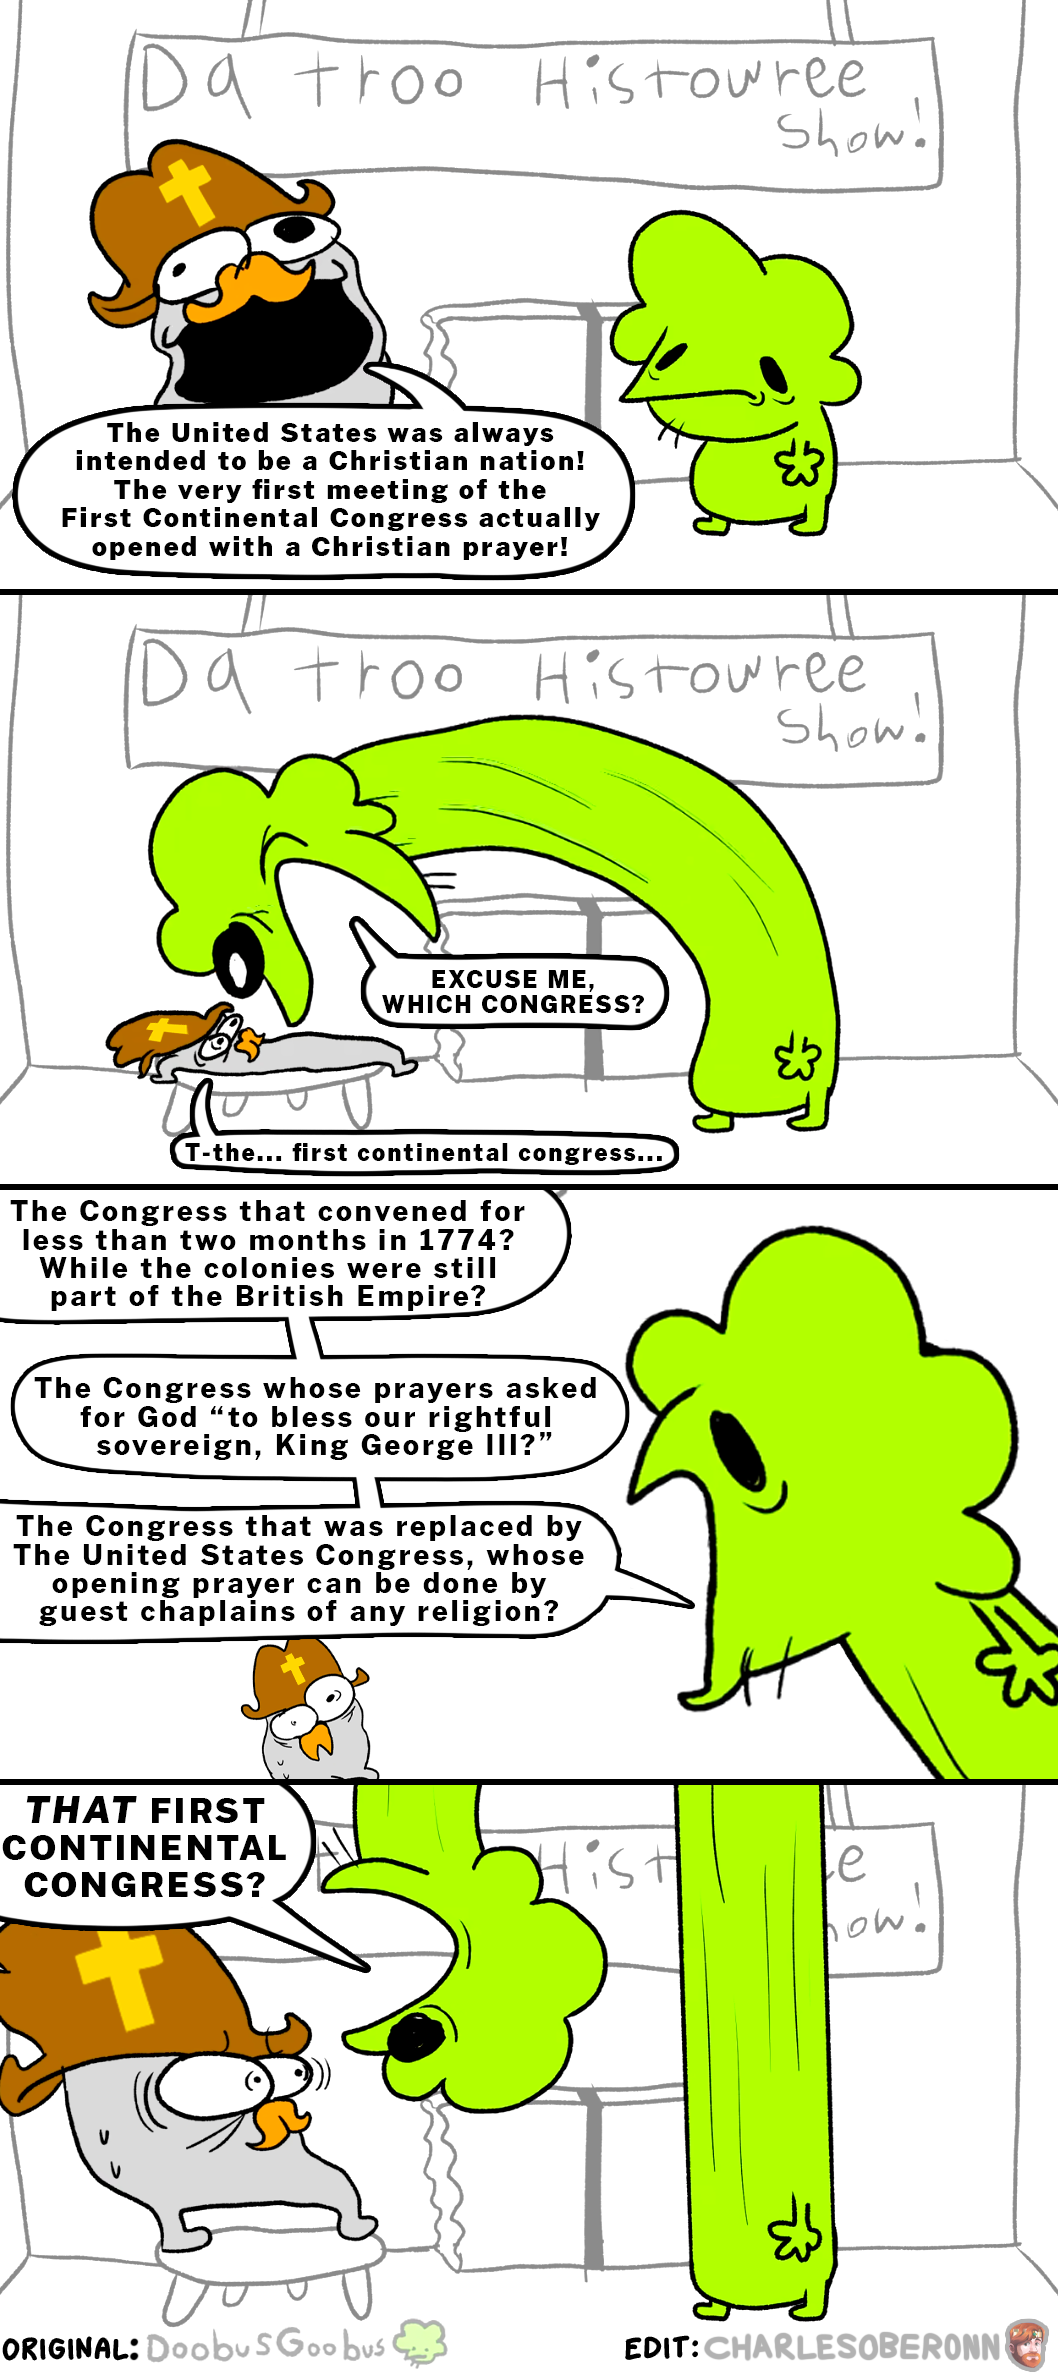 Da troo Histowree
Show!
The United States was always
intended to be a Christian nation!
The very first meeting of the
First Continental Congress actually
opened with a Christian prayer!
Da troo Histowree
Show!
EXCUSE ME,
WHICH CONGRESS?
T-the... first continental congress...
The Congress that convened for
less than two months in 1774?
While the colonies were still
part of the British Empire?
The Congress whose prayers asked
for God “to bless our rightful
sovereign, King George III?”
The Congress that was replaced by
The United States Congress, whose
opening prayer can be done by
guest chaplains of any religion?
THAT FIRST
CONTINENTAL
CONGRESS?
Hist e
how!
ORIGINAL: DoobusGoobus
EDIT: CHARLESOBERONN